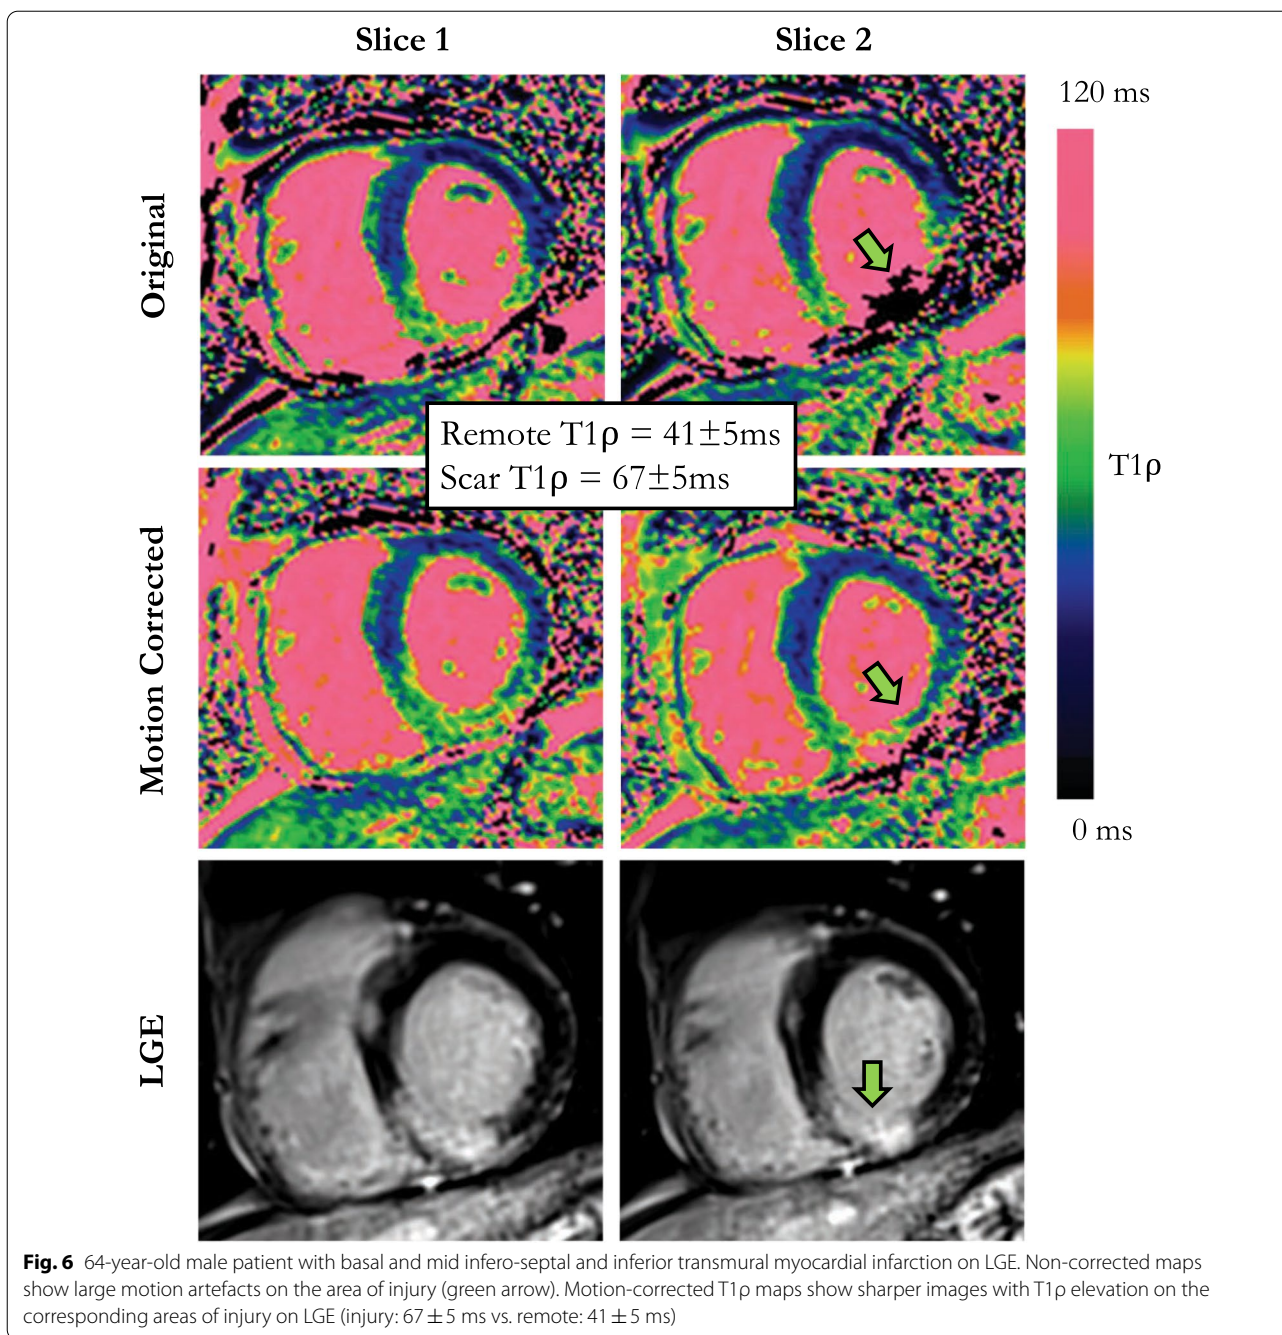 Slice 1
Slice 2
120 ms
Original
Remote T1ρ = 41±5ms
Scar T1ρ = 67±5ms
T1ρ
Motion Corrected
0 ms
LGE
Fig. 6 64-year-old male patient with basal and mid infero-septal and inferior transmural myocardial infarction on LGE. Non-corrected maps
show large motion artefacts on the area of injury (green arrow). Motion-corrected T1ρ maps show sharper images with T1ρ elevation on the
corresponding areas of injury on LGE (injury: 67 ± 5 ms vs. remote: 41 ± 5 ms)